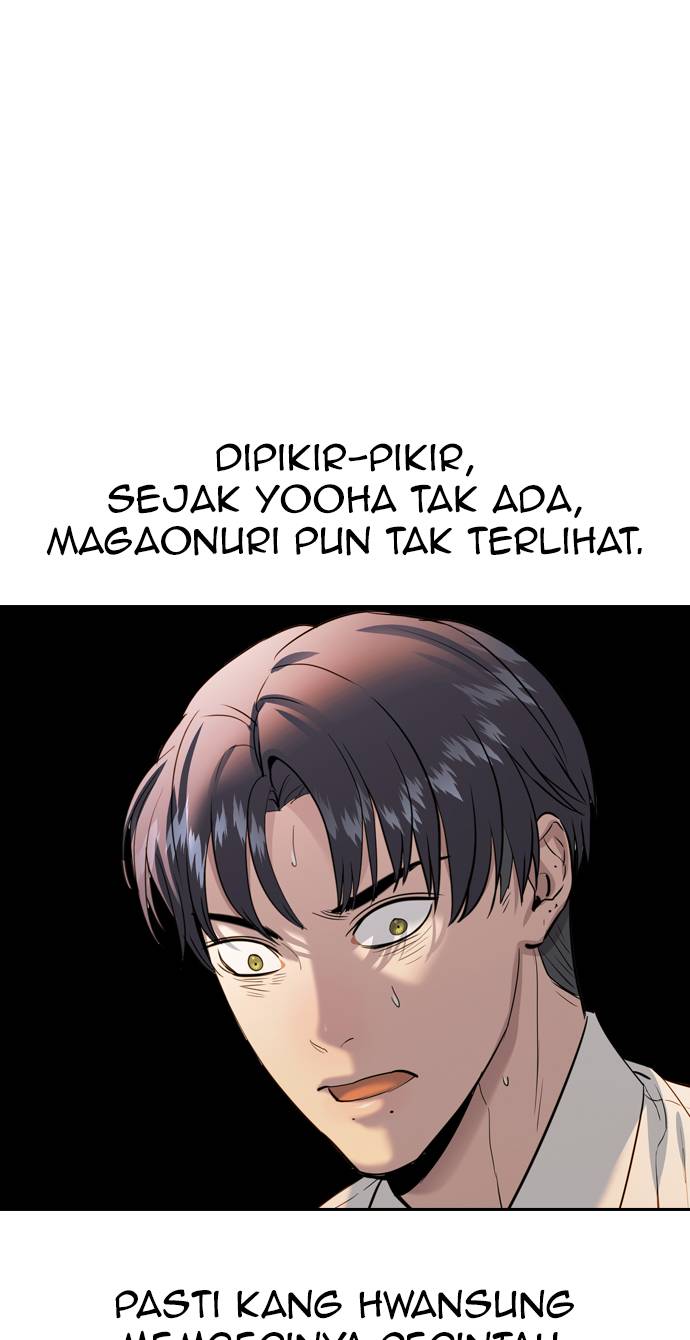 DIPIKIR-PIKIR,
SEJAK YOOHA TAK ADA,
MAGAONURI PUN TAK TERLIHAT.
PASTI KANG HWANSUNG